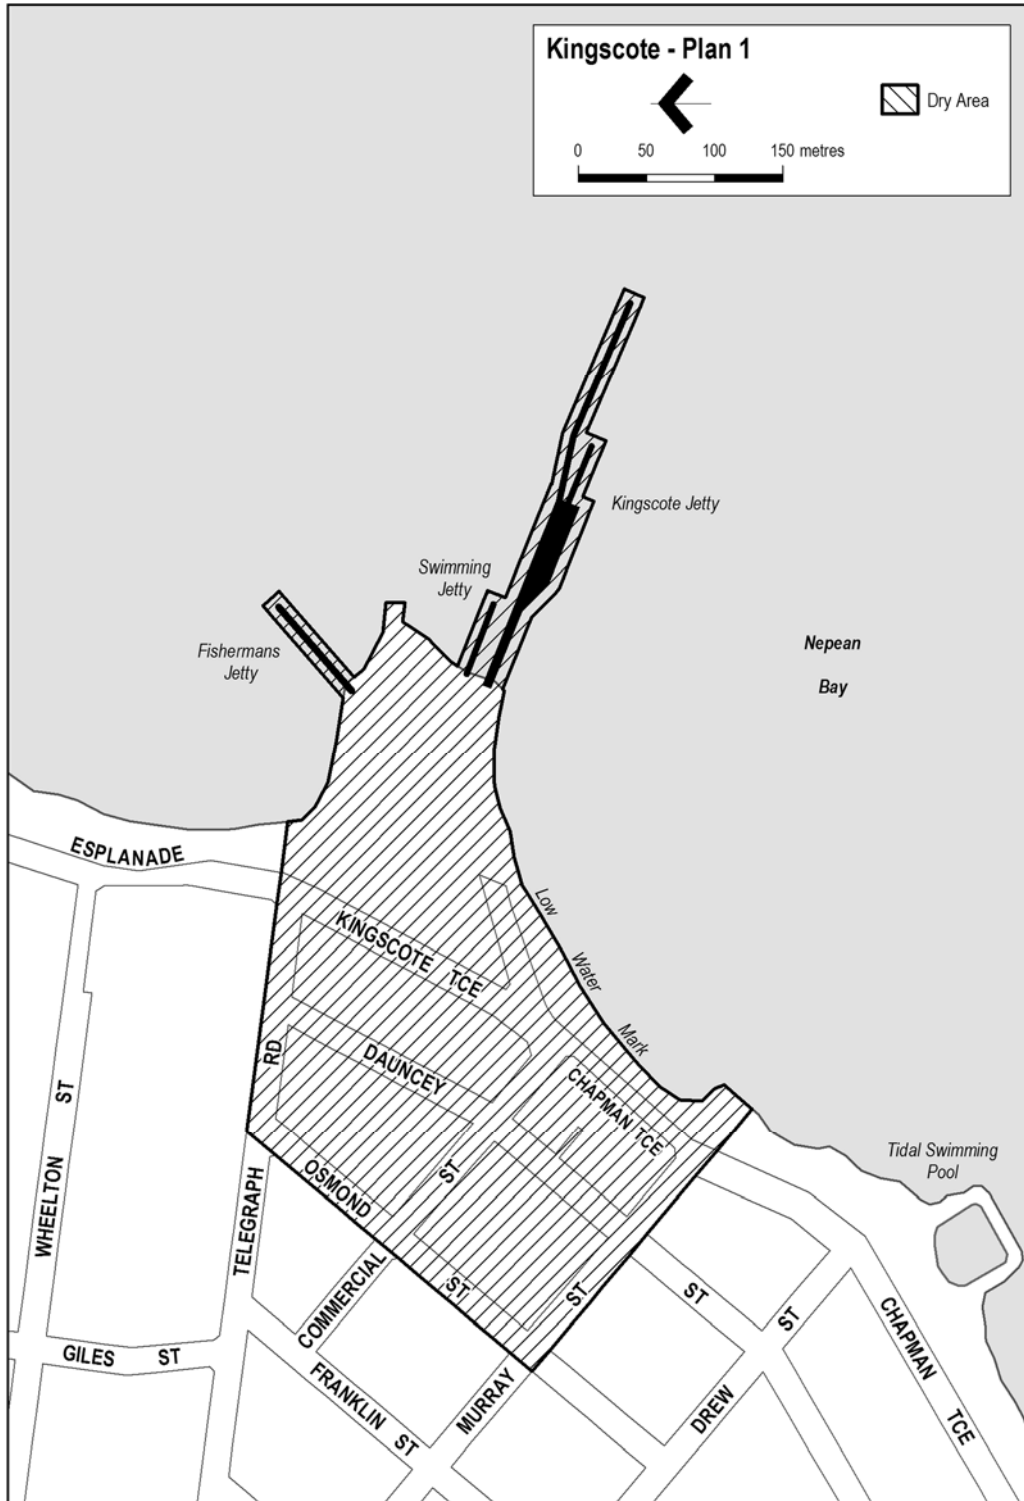 Kingscote - Plan 1
Dry Area
0 50 100 150 metres
Kingscote Jetty
Swimming
Jetty
Fishermans
Jetty
Nepean
Bay
ESPLANADE
KINGSCOTE TCE
Low
Water
Mark
RD
DAUNCEY
CHAPMAN TCE
Tidal Swimming
Pool
WHEELTON ST
TELEGRAPH
OSMOND
ST
ST
ST
ST
ST
COMMERCIAL
CHAPMAN TCE
GILES ST
FRANKLIN ST
MURRAY
DREW